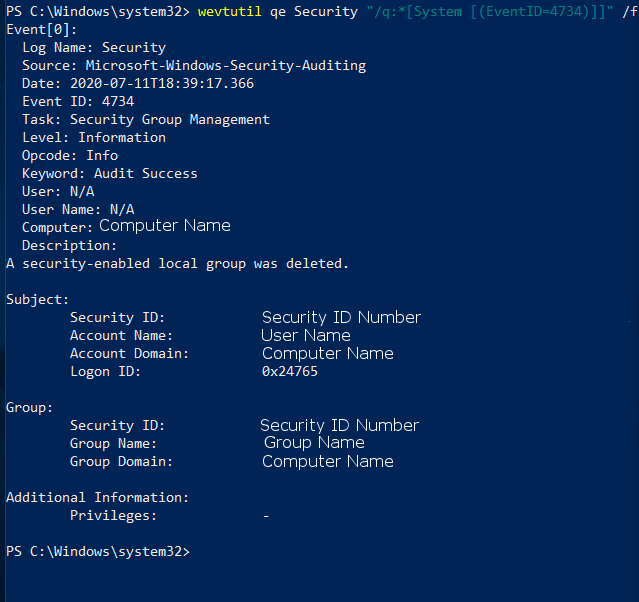 PS C:\Windows\system32> wevtutil qe Security "/q:*[System [(EventID=4734)]]" /f
Event[0]:
Log Name: Security
Source: Microsoft-Windows-Security-Auditing
Date: 2020-07-11T18:39:17.366
Event ID: 4734
Task: Security Group Management
Level: Information
Opcode: Info
Keyword: Audit Success
User: N/A
User Name: N/A
Computer: Computer Name
Description:
A security-enabled local group was deleted.
Subject:
Security ID: Security ID Number
Account Name: User Name
Account Domain: Computer Name
Logon ID: 0x24765
Group:
Security ID: Security ID Number
Group Name: Group Name
Group Domain: Computer Name
Additional Information:
Privileges: -
PS C:\Windows\system32>